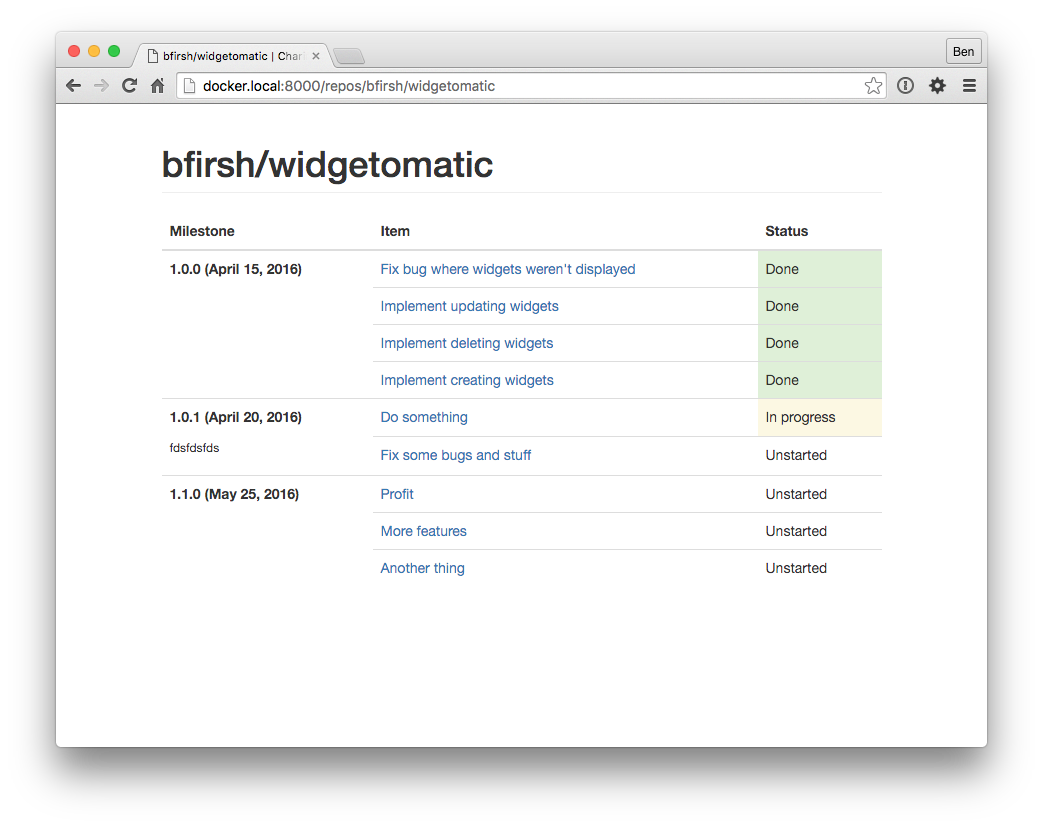 bfirsh/widgetomatic | Char
Ben
docker.local:8000/repos/bfirsh/widgetomatic
bfirsh/widgetomatic
Milestone Item Status
1.0.0 (April 15, 2016) Fix bug where widgets weren't displayed Done
Implement updating widgets Done
Implement deleting widgets Done
Implement creating widgets Done
1.0.1 (April 20, 2016) Do something In progress
fdsfdsfds
Fix some bugs and stuff Unstarted
1.1.0 (May 25, 2016) Profit Unstarted
More features Unstarted
Another thing Unstarted